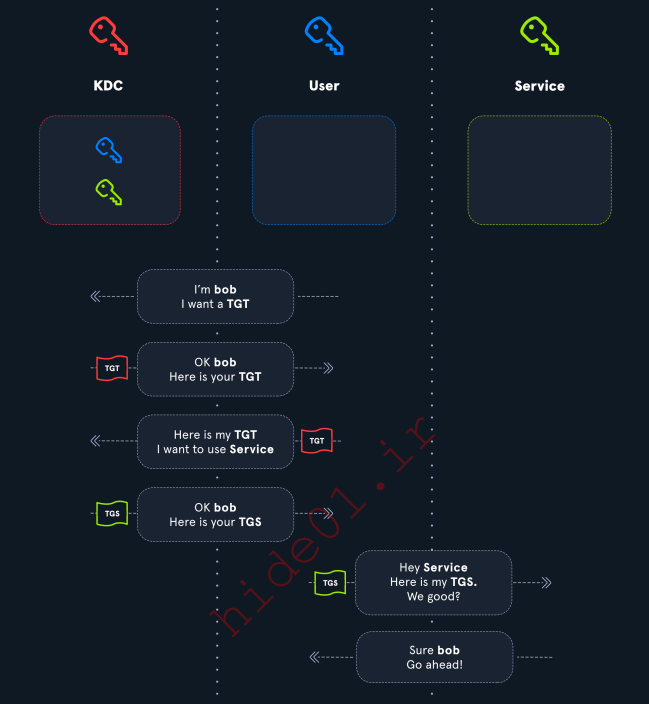 KDC
User
Service
I'm bob
I want a TGT
TGT
OK bob
Here is your TGT
Here is my TGT
I want to use Service
TGT
TGS
OK bob
Here is your TGS
TGS
Hey Service
Here is my TGS.
We good?
Sure bob
Go ahead!
hide01.ir